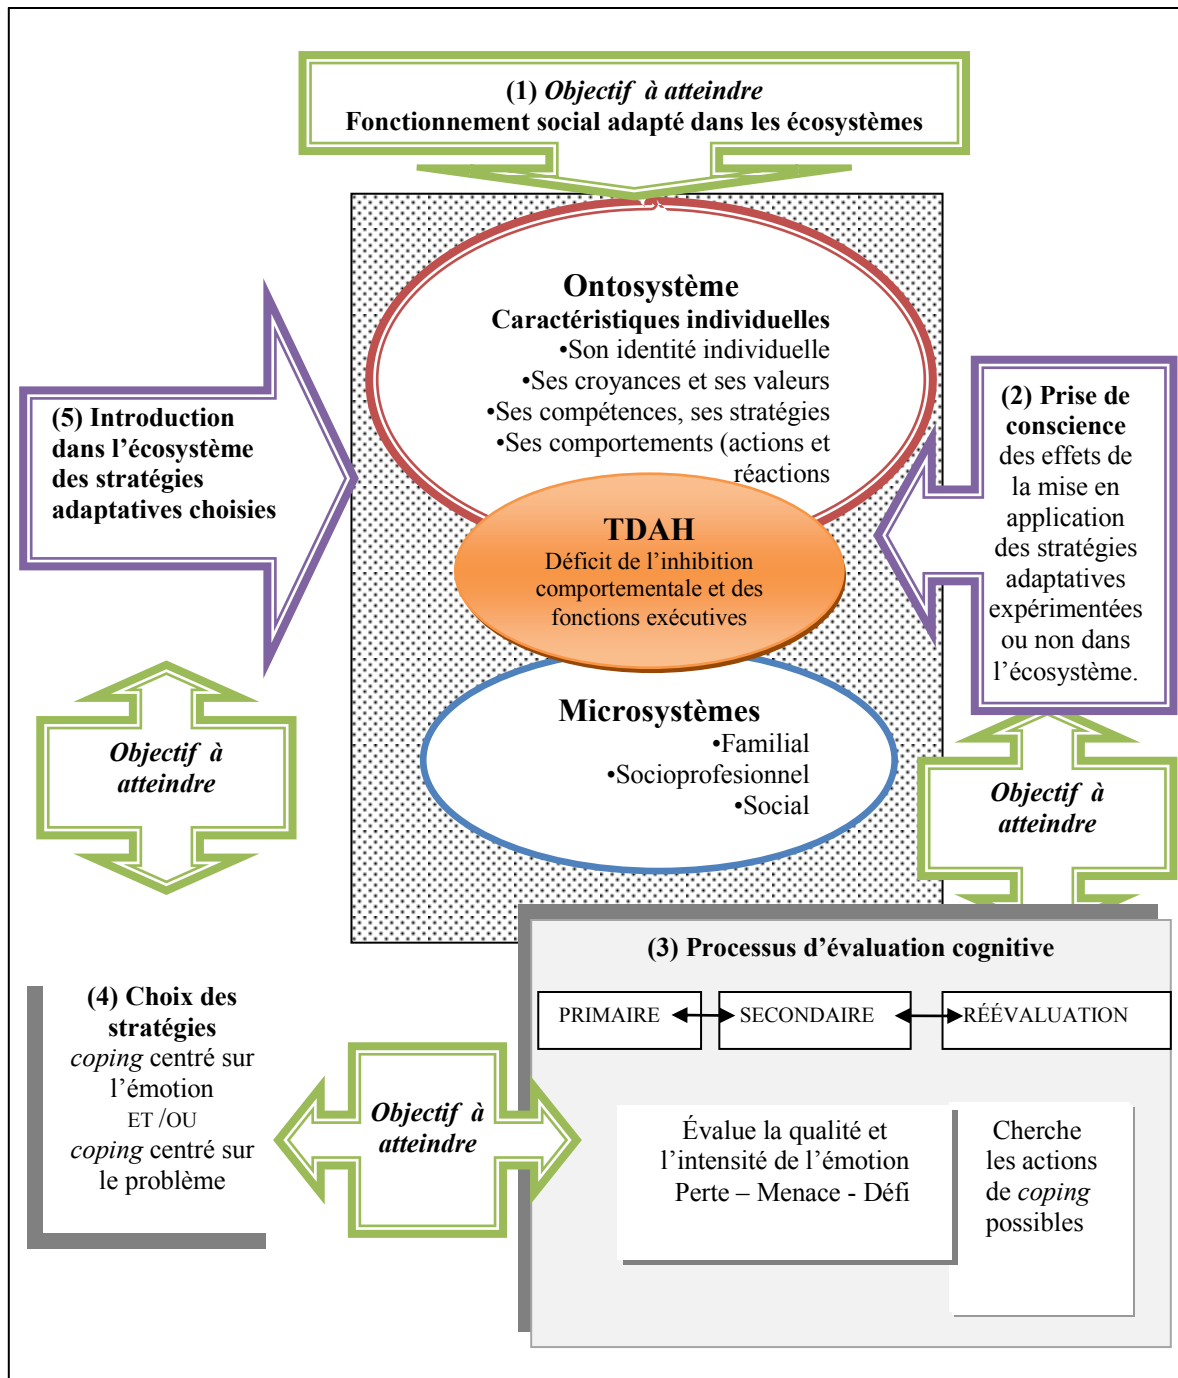 (1) Objectif à atteindre
Fonctionnement social adapté dans les écosystèmes
Ontosystème
Caractéristiques individuelles
•Son identité individuelle
•Ses croyances et ses valeurs
•Ses compétences, ses stratégies
•Ses comportements (actions et
réactions
(5) Introduction
dans l’écosystème
des stratégies
adaptatives choisies
(2) Prise de
conscience
des effets de
la mise en
application
des stratégies
adaptatives
expérimentées
ou non dans
l’écosystème.
TDAH
Déficit de l’inhibition
comportementale et des
fonctions exécutives
Microsystèmes
•Familial
•Socioprofesionnel
•Social
Objectif à
atteindre
Objectif à
atteindre
(3) Processus d’évaluation cognitive
PRIMAIRE
SECONDAIRE
RÉÉVALUATION
Évalue la qualité et
l’intensité de l’émotion
Perte – Menace - Défi
Cherche
les actions
de coping
possibles
(4) Choix des
stratégies
coping centré sur
l’émotion
ET /OU
coping centré sur
le problème
Objectif à
atteindre